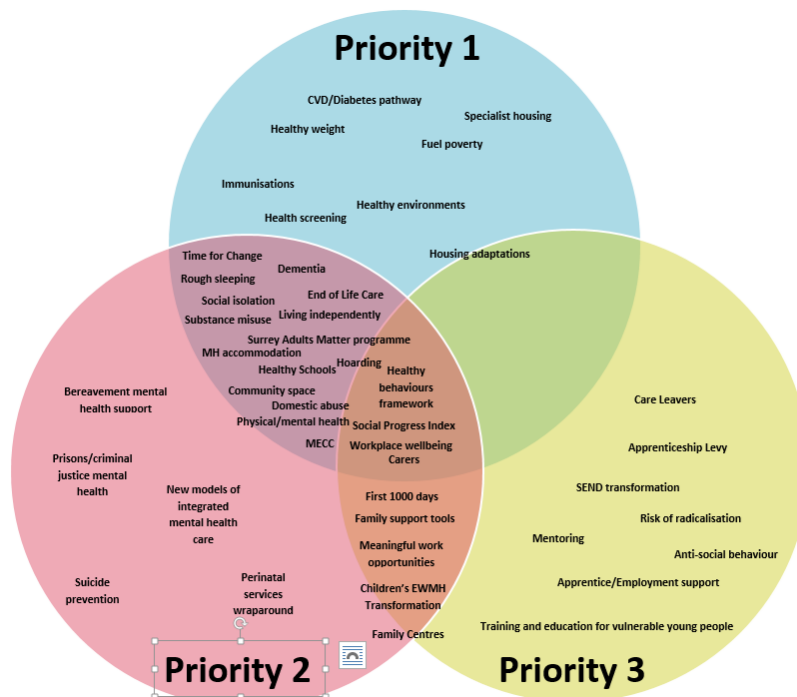 Priority 1
CVD/Diabetes pathway
Specialist housing
Healthy weight
Fuel poverty
Immunisations
Healthy environments
Health screening
Housing adaptations
Time for Change
Dementia
Rough sleeping
End of Life Care
Social isolation
Living independently
Substance misuse
Surrey Adults Matter programme
MH accommodation
Hoarding
Healthy Schools
Healthy
behaviours
framework
Community space
Domestic abuse
Physical/mental health
Social Progress Index
MECC
Workplace wellbeing
Carers
Bereavement mental
health support
Prisons/criminal
justice mental
health
New models of
integrated
mental health
care
Suicide
prevention
Perinatal
services
wraparound
First 1000 days
Family support tools
Meaningful work
opportunities
Children's EWMH
Transformation
Family Centres
Care Leavers
Apprenticeship Levy
SEND transformation
Risk of radicalisation
Mentoring
Anti-social behaviour
Apprentice/Employment support
Training and education for vulnerable young people
Priority 2
Priority 3